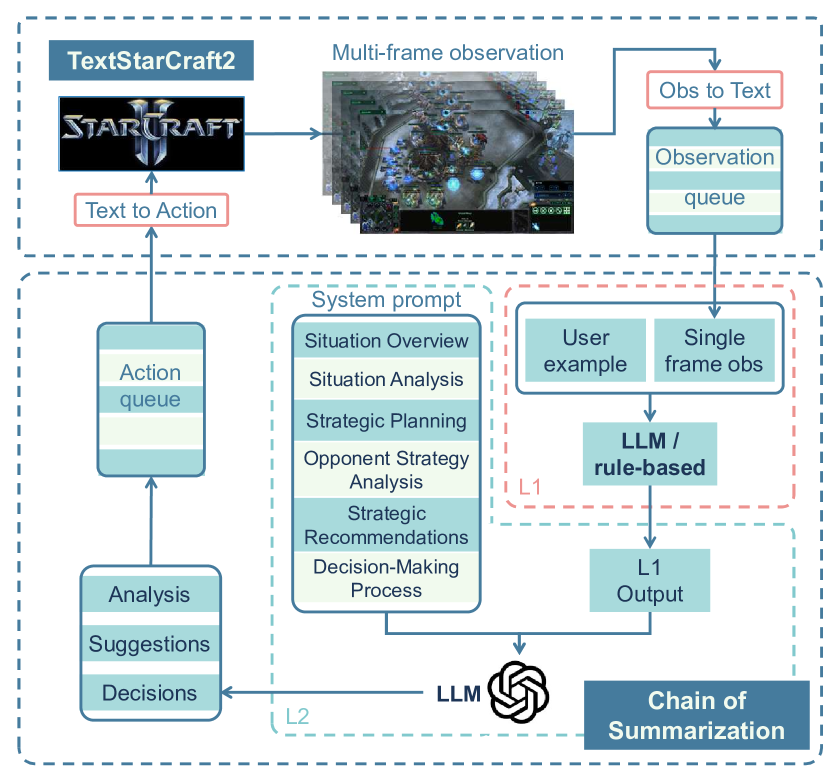 TextStarCraft2
Multi-frame observation
STARCRAFT
II
Obs to Text
Observation
queue
Text to Action
System prompt
Situation Overview
Situation Analysis
Strategic Planning
Opponent Strategy
Analysis
Strategic
Recommendations
Decision-Making
Process
User
example
Single
frame obs
LLM /
rule-based
L1
L1
Output
Action
queue
Analysis
Suggestions
Decisions
LLM
L2
Chain of
Summarization